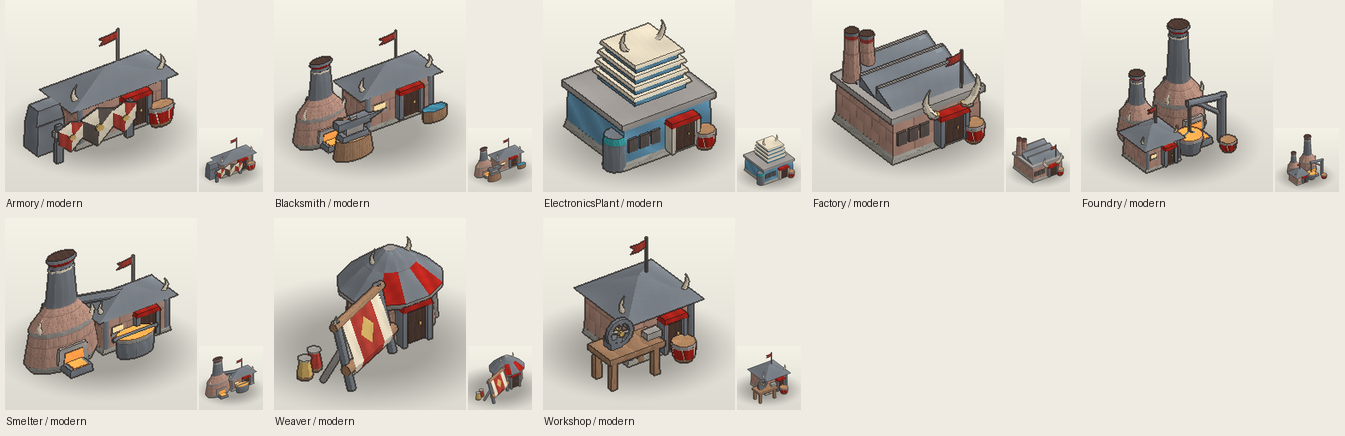 Armory / modern
Blacksmith / modern
ElectronicsPlant / modern
Factory / modern
Foundry / modern
Smelter / modern
Weaver / modern
Workshop / modern